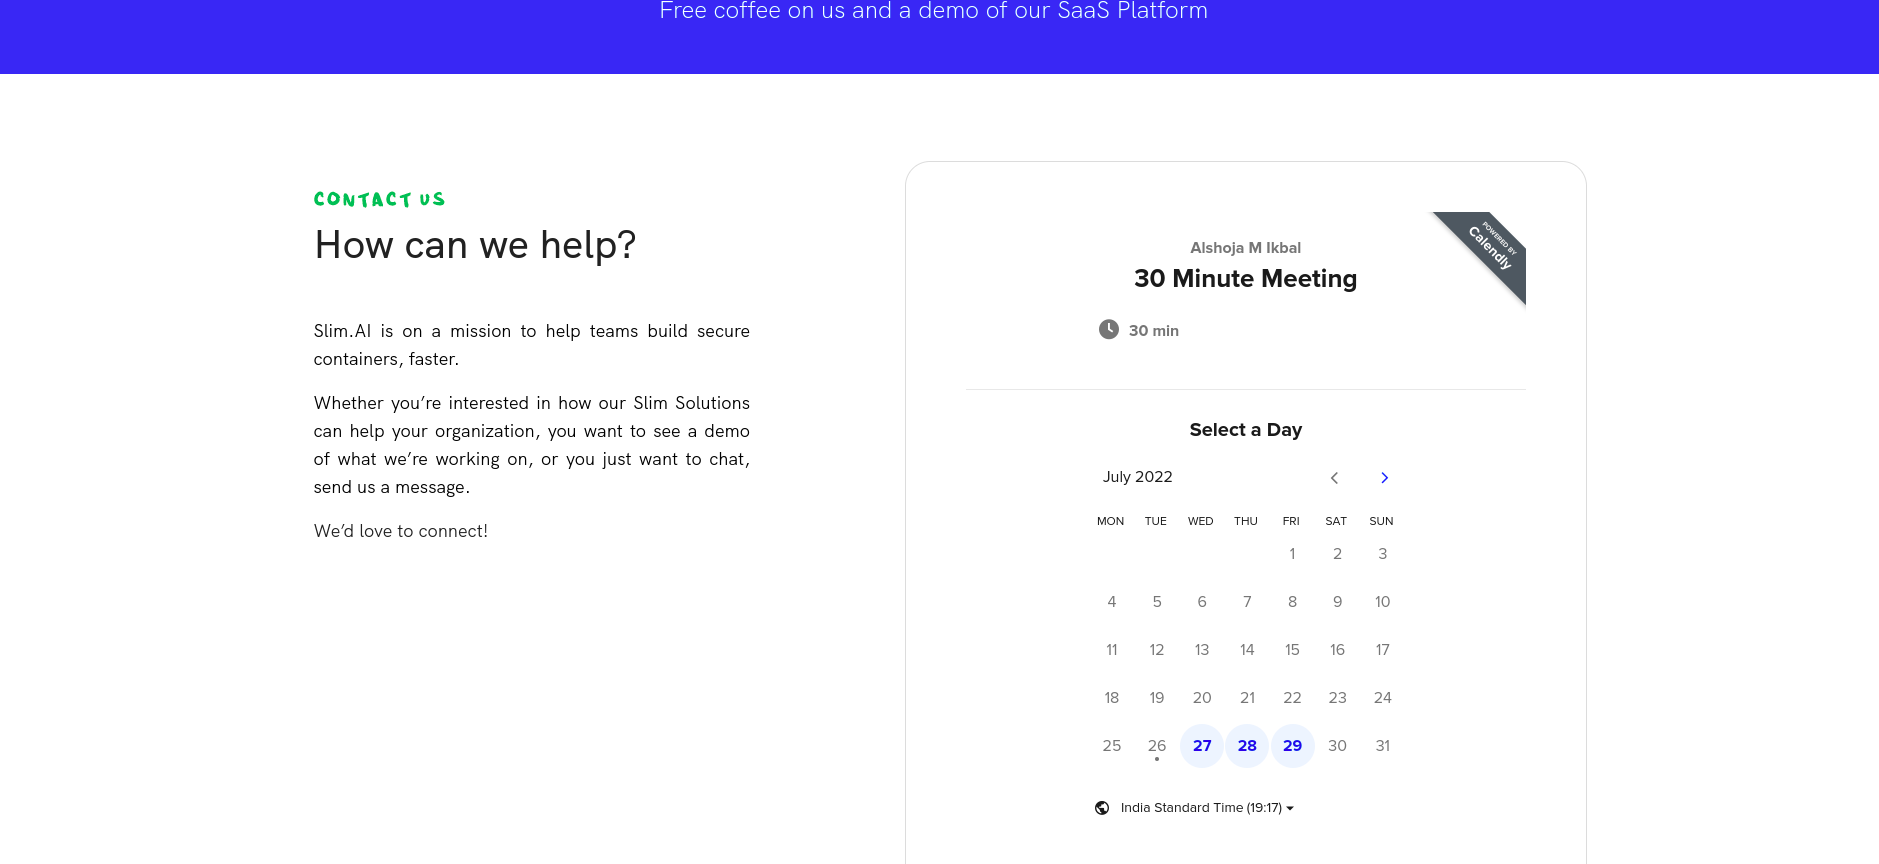 Free coffee on us and a demo of our SaaS Platform
CONTACT US
How can we help?
Slim.AI is on a mission to help teams build secure
containers, faster.
Whether you’re interested in how our Slim Solutions
can help your organization, you want to see a demo
of what we’re working on, or you just want to chat,
send us a message.
We’d love to connect!
POWERED BY
Calendly
Alshoja M Ikbal
30 Minute Meeting
30 min
Select a Day
July 2022
MON TUE WED THU FRI SAT SUN
1 2 3
4 5 6 7 8 9 10
11 12 13 14 15 16 17
18 19 20 21 22 23 24
25 26 27 28 29 30 31
India Standard Time (19:17)